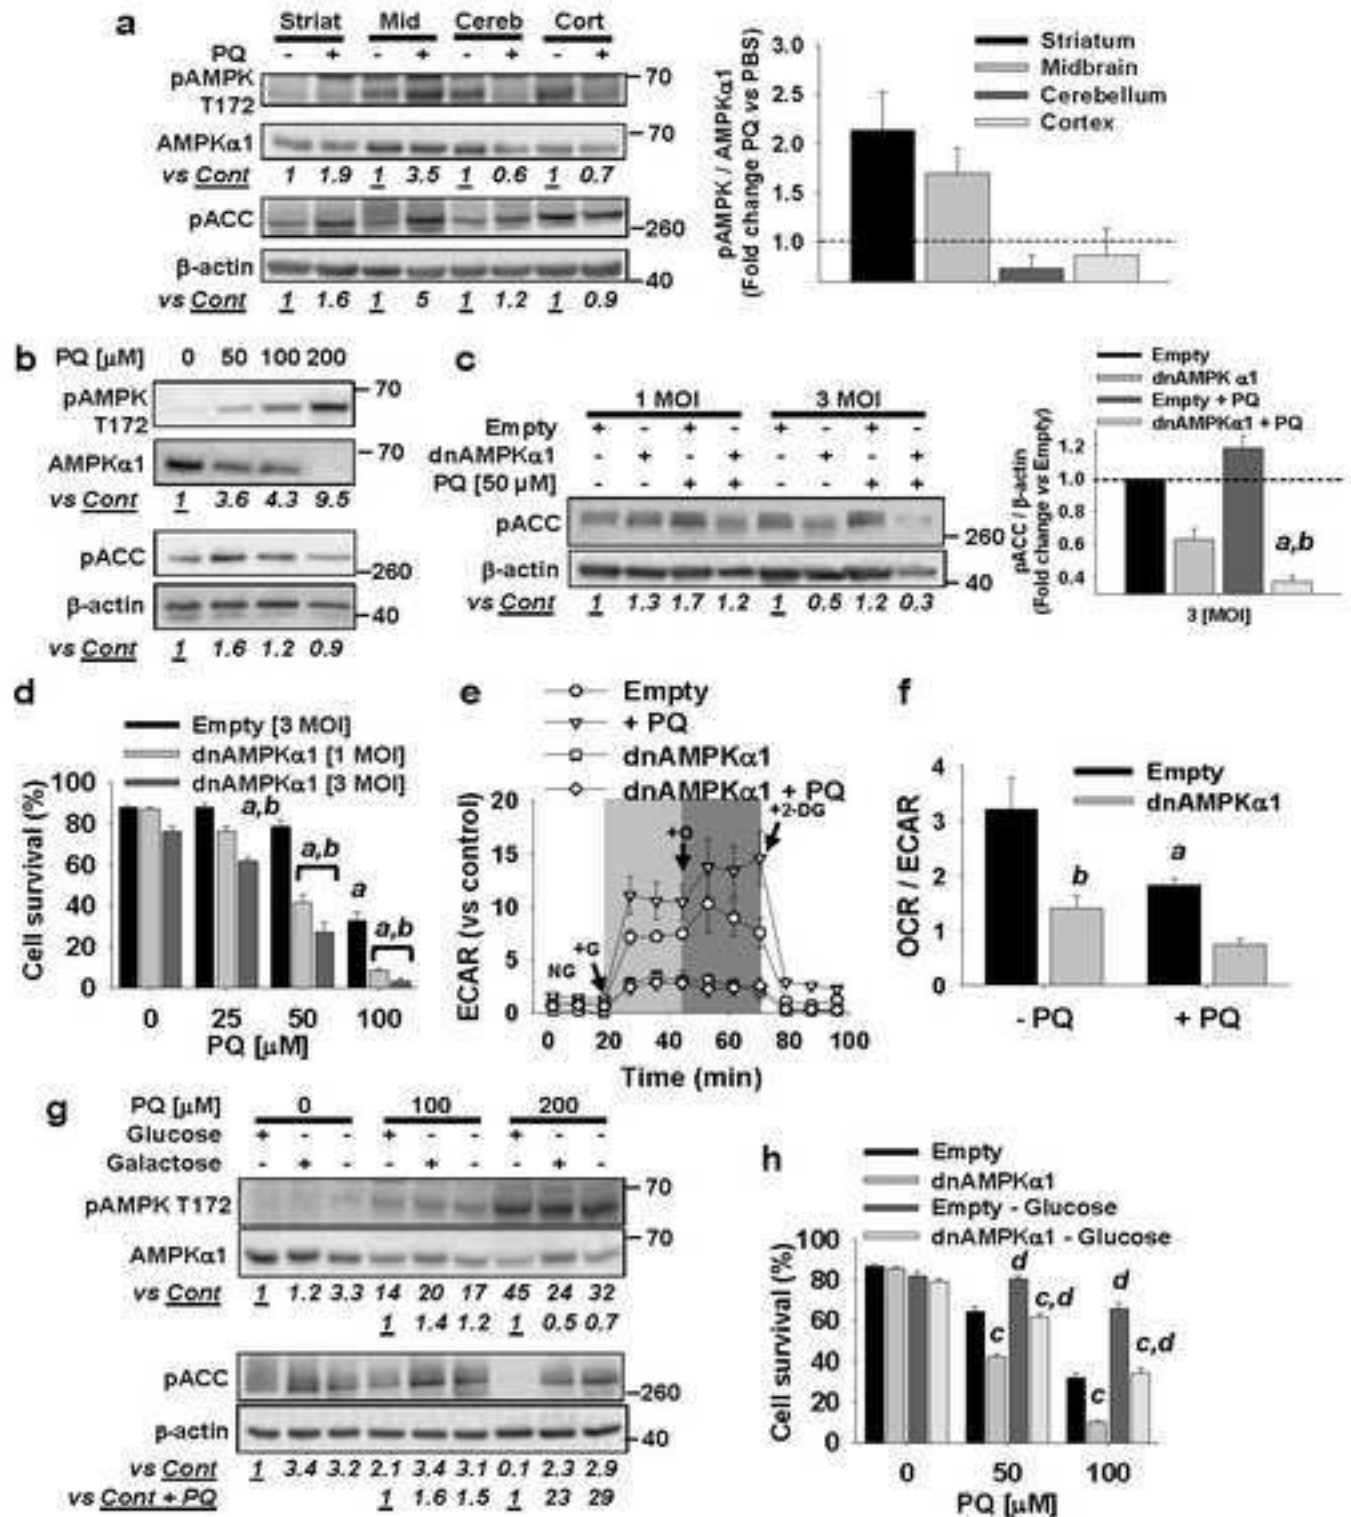 a
Striat Mid Cereb Cort
PQ - + - + - + - +
pAMPK
T172
70
AMPKα1
70
vs Cont 1 1.9 1 3.5 1 0.6 1 0.7
pACC
260
β-actin
40
vs Cont 1 1.6 1 5 1 1.2 1 0.9
pAMPK / AMPKα1
(Fold change PQ vs PBS)
3.0
2.5
2.0
1.5
1.0
Striatum
Midbrain
Cerebellum
Cortex
b
PQ [μM] 0 50 100 200
pAMPK
T172
70
AMPKα1
70
vs Cont 1 3.6 4.3 9.5
pACC
260
β-actin
40
vs Cont 1 1.6 1.2 0.9
c
1 MOI 3 MOI
Empty + - + - + - + -
dnAMPKα1 - + - + - + - +
PQ [50 μM] - - + + - - + +
pACC
260
β-actin
40
vs Cont 1 1.3 1.7 1.2 1 0.5 1.2 0.3
Empty
dnAMPK α1
Empty + PQ
dnAMPKα1 + PQ
pACC / β-actin
(Fold change vs Empty)
1.2
1.0
0.8
0.6
0.4
a,b
3 [MOI]
d
Empty [3 MOI]
dnAMPKα1 [1 MOI]
dnAMPKα1 [3 MOI]
Cell survival (%)
100
80
60
40
20
0
a,b
a,b
a
a,b
0 25 50 100
PQ [μM]
e
Empty
+ PQ
dnAMPKα1
dnAMPKα1 + PQ
ECAR (vs control)
20
15
10
5
0
NG
+G
+O
+2-DG
0 20 40 60 80 100
Time (min)
f
Empty
dnAMPKα1
OCR / ECAR
4
3
2
1
0
b
a
- PQ + PQ
g
PQ [μM] 0 100 200
Glucose + - - + - - + - -
Galactose - + - - + - - + -
pAMPK T172
70
AMPKα1
70
vs Cont 1 1.2 3.3 14 20 17 45 24 32
1 1.4 1.2 1 0.5 0.7
pACC
260
β-actin
40
vs Cont 1 3.4 3.2 2.1 3.4 3.1 0.1 2.3 2.9
vs Cont + PQ 1 1.6 1.5 1 23 29
h
Empty
dnAMPKα1
Empty - Glucose
dnAMPKα1 - Glucose
Cell survival (%)
100
80
60
40
20
0
c
d
c,d
c
d
c,d
0 50 100
PQ [μM]